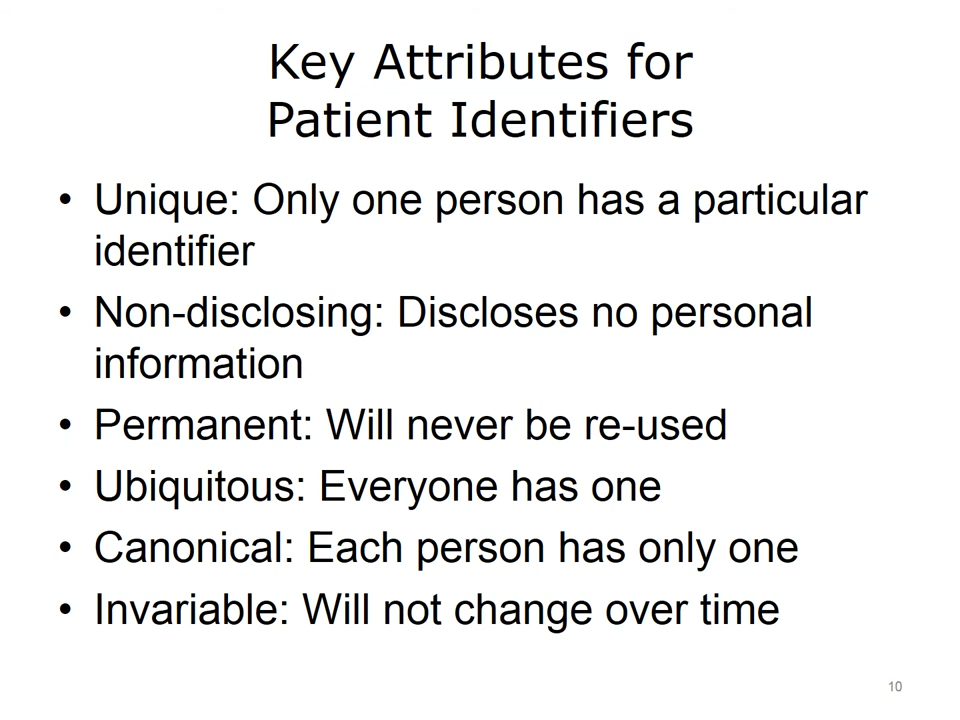 Key Attributes for
Patient Identifiers
• Unique: Only one person has a particular
identifier
• Non-disclosing: Discloses no personal
information
• Permanent: Will never be re-used
• Ubiquitous: Everyone has one
• Canonical: Each person has only one
• Invariable: Will not change over time
10